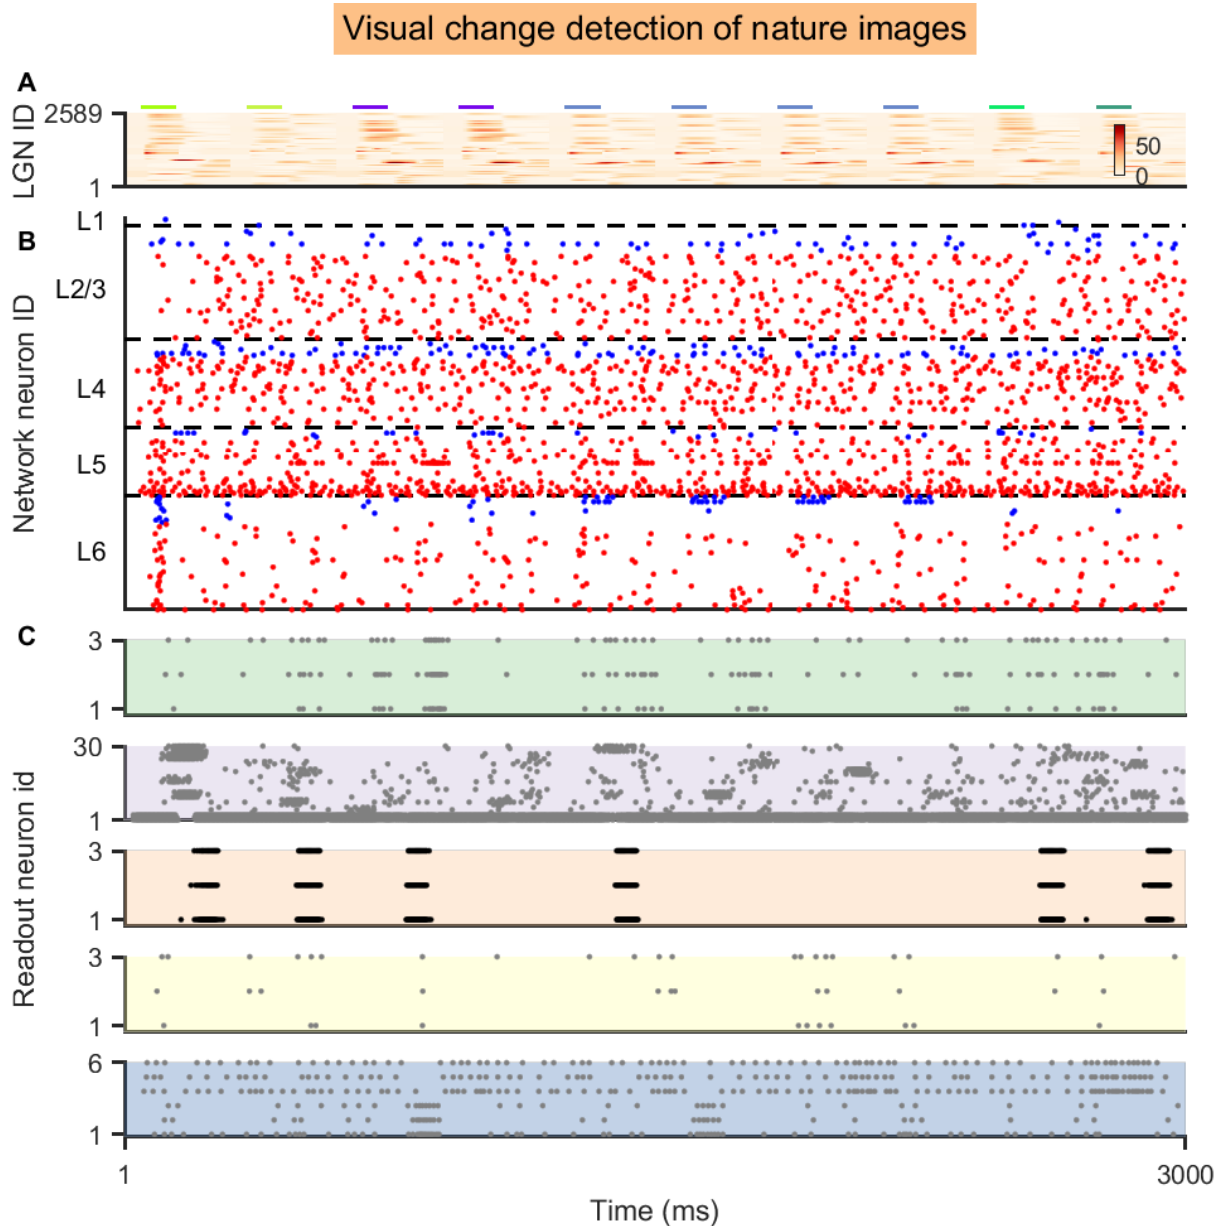 Visual change detection of nature images
A
2589
LGN ID
1
50
0
B
L1
L2/3
L4
L5
L6
Network neuron ID
C
3
1
30
1
3
1
3
1
6
1
Readout neuron id
1
3000
Time (ms)